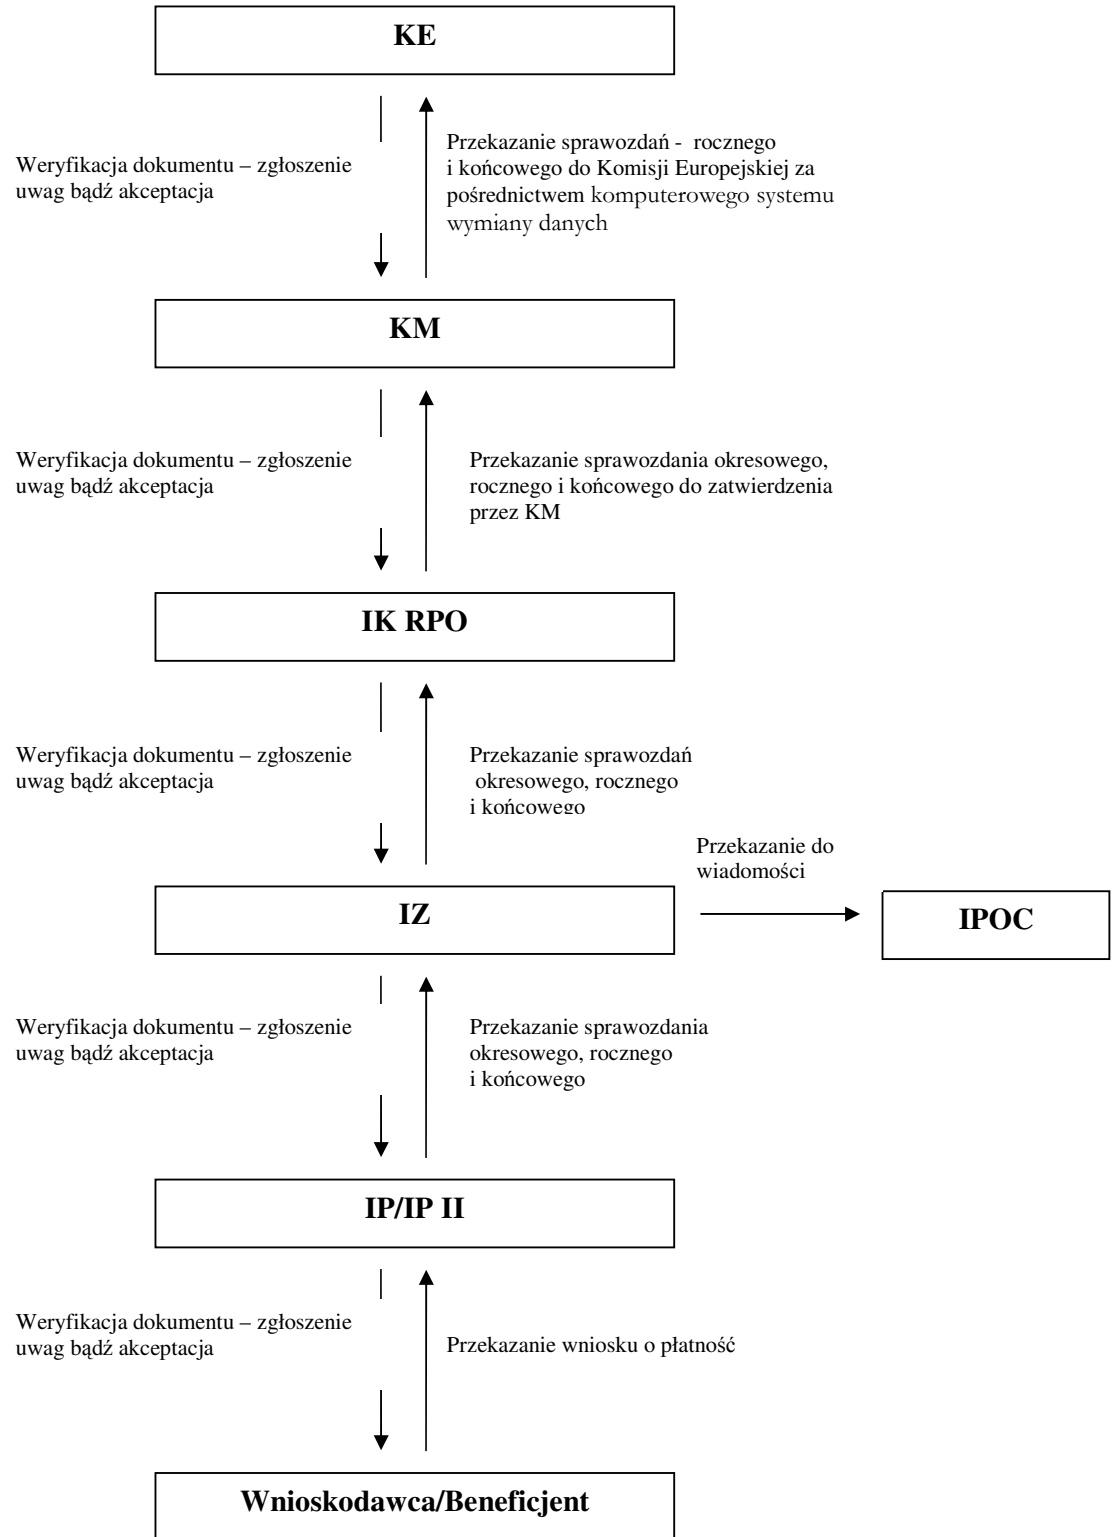 KE
Weryfikacja dokumentu – zgłoszenie
uwag bądź akceptacja
Przekazanie sprawozdań - rocznego
i końcowego do Komisji Europejskiej za
pośrednictwem komputerowego systemu
wymiany danych
KM
Weryfikacja dokumentu – zgłoszenie
uwag bądź akceptacja
Przekazanie sprawozdania okresowego,
rocznego i końcowego do zatwierdzenia
przez KM
IK RPO
Weryfikacja dokumentu – zgłoszenie
uwag bądź akceptacja
Przekazanie sprawozdań
okresowego, rocznego
i końcowego
Przekazanie do
wiadomości
IZ
IPOC
Weryfikacja dokumentu – zgłoszenie
uwag bądź akceptacja
Przekazanie sprawozdania
okresowego, rocznego
i końcowego
IP/IP II
Weryfikacja dokumentu – zgłoszenie
uwag bądź akceptacja
Przekazanie wniosku o płatność
Wnioskodawca/Beneficjent